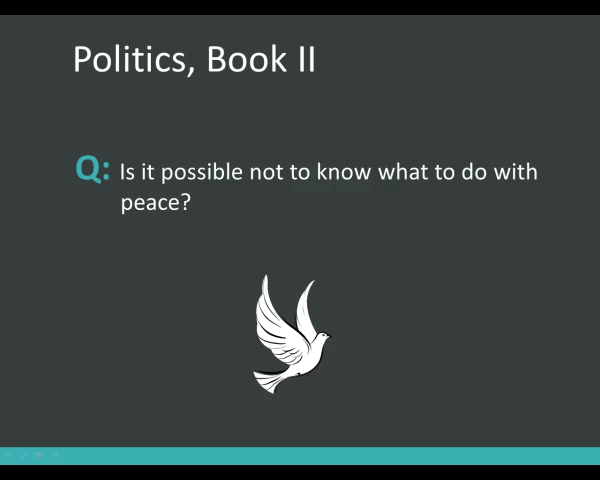 Politics, Book II
Q: Is it possible not to know what to do with
peace?